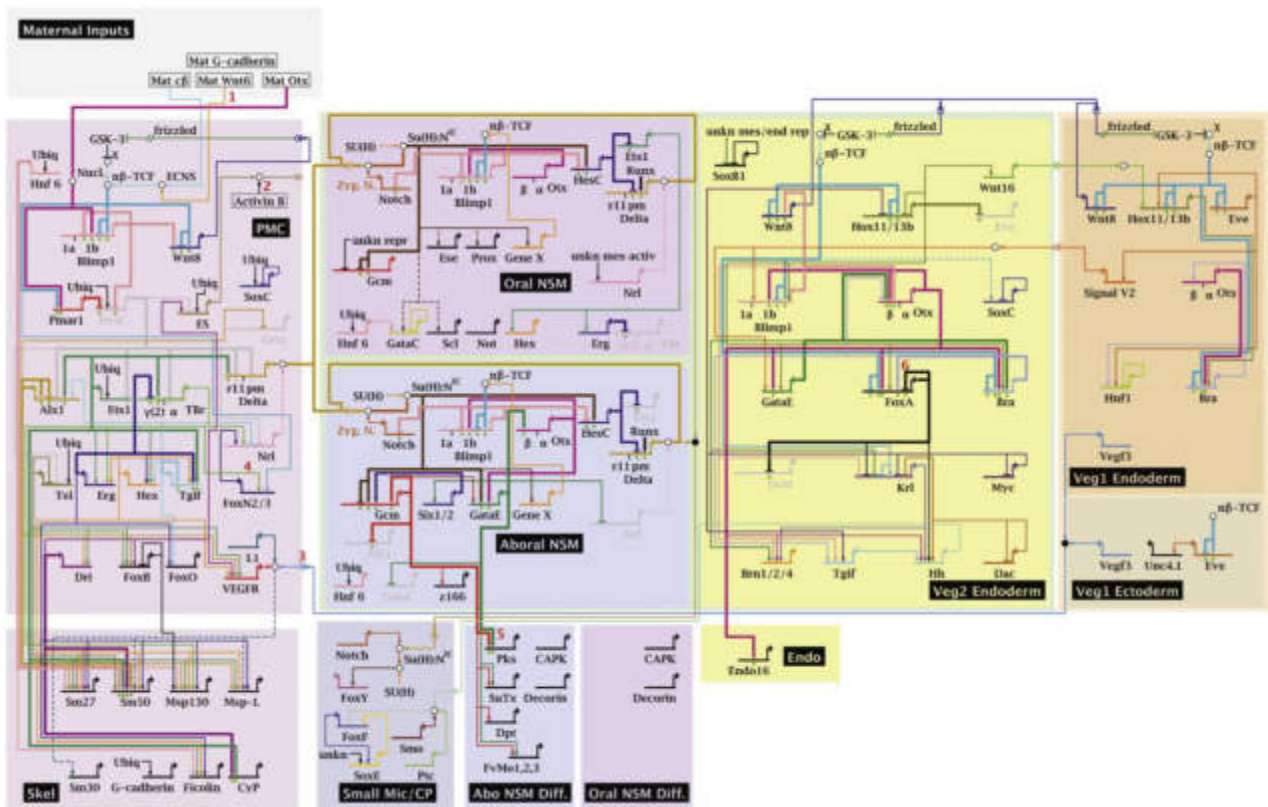 Maternal Inputs
Mat G-cadherin
Mat cβ
Mat Wnt6
Mat Otx
1
frizzled
GSK-3
X
Ubiq
Hnf 6
Nucl.
nβ-TCF
ECNS
2
Activin B
PMC
1a
1b
Blimp1
Wnt8
Ubiq
SoxC
Ubiq
Pmar1
Ubiq
ES
r11pm
Delta
Alx1
Ubiq
Ets1
γ(2) α
Tbr
Nrl
4
Ubiq
Tel
Erg
Hex
Tgif
FoxN2/3
L1
3
Dri
FoxB
FoxO
VEGFR
Sm27
Sm50
Msp130
Msp-L
Ubiq
Sm30
G-cadherin
Ficolin
CyP
Skel
Su(H):N
nβ-TCF
SU(H)
Zyg. N.
Notch
1a
1b
Blimp1
β α Otx
HesC
Ets1
Runx
r11pm
Delta
unkn repr
Gcm
Ese
Prox
Gene X
unkn mes activ
Nrl
Oral NSM
Ubiq
Hnf 6
GataC
Scl
Not
Hex
Erg
Su(H):N
nβ-TCF
SU(H)
Zyg. N.
Notch
1a
1b
Blimp1
β α Otx
HesC
Runx
r11pm
Delta
Gcm
Six1/2
GataE
Gene X
Aboral NSM
Ubiq
Hnf 6
z166
Notch
Su(H):N
FoxY
SU(H)
FoxF
unkn
SoxE
Smo
Ptc
Small Mic/CP
5
Pks
CAPK
SuTx
Decorin
Dpt
FvMo1,2,3
Abo NSM Diff.
CAPK
Decorin
Oral NSM Diff.
unkn mes/end rep
SoxB1
X
GSK-3
frizzled
nβ-TCF
Wnt16
Wnt8
Hox11/13b
Eve
1a
1b
Blimp1
β α Otx
SoxC
6
GataE
FoxA
Bra
Krl
Myc
Brn1/2/4
Tgif
Hh
Dac
Veg2 Endoderm
Endo16
Endo
frizzled
GSK-3
X
nβ-TCF
Wnt8
Hox11/13b
Eve
Signal V2
β α Otx
Hnf1
Bra
Vegf3
Veg1 Endoderm
nβ-TCF
Vegf3
Unc4.1
Eve
Veg1 Ectoderm